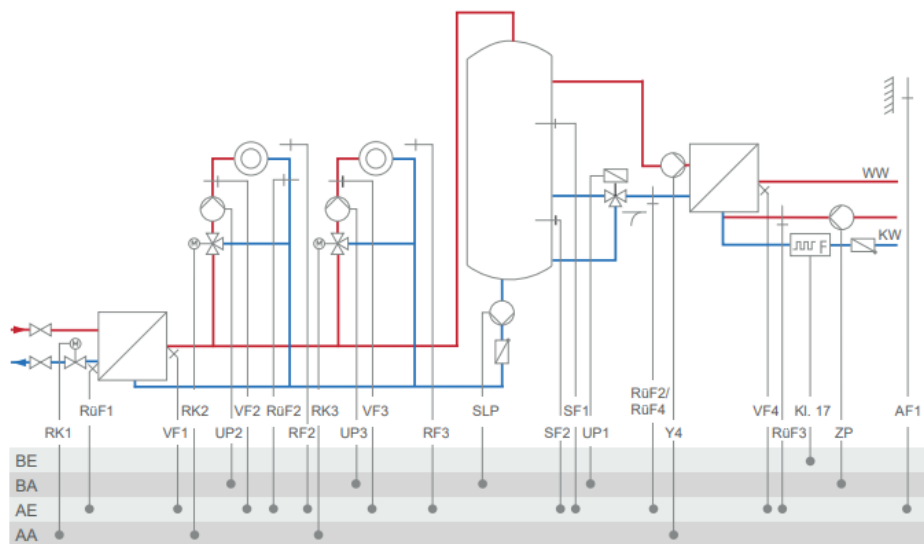 WW
KW
M
M
F
M
RüF2/
RüF1 RK2 VF2 RüF2 RK3 VF3 SLP SF1 RüF4 VF4 Kl. 17 AF1
RK1 VF1 UP2 RF2 UP3 RF3 SF2 UP1 Y4 RüF3 ZP
BE
BA
AE
AA